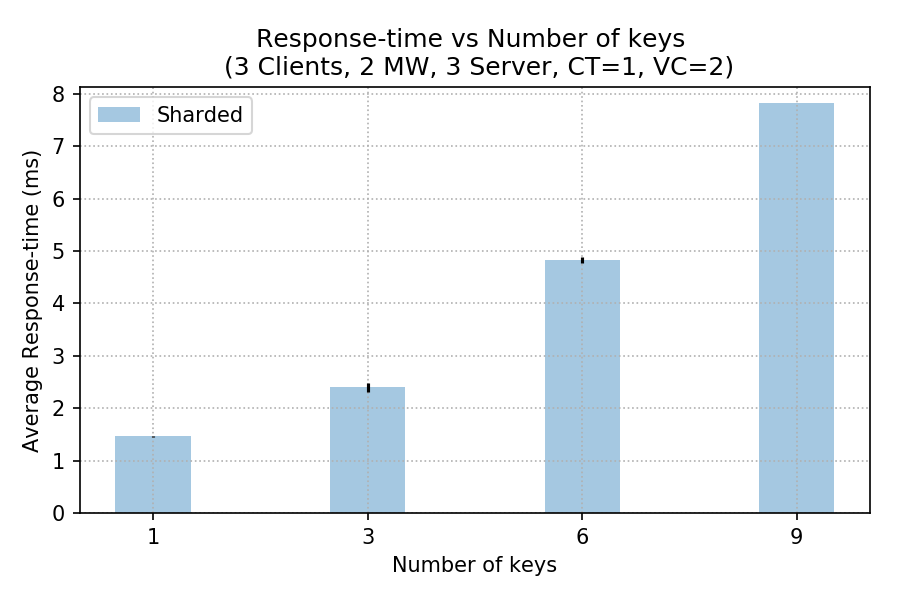 Response-time vs Number of keys
(3 Clients, 2 MW, 3 Server, CT=1, VC=2)
Sharded
Average Response-time (ms)
8
7
6
5
4
3
2
1
0
1 3 6 9
Number of keys